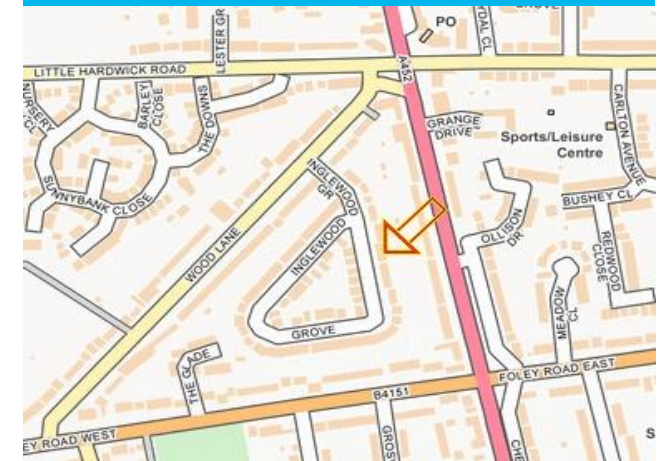 PO
LESTER GR
A452
LITTLE HARDWICK ROAD
NURSERY
BARLEY
CLOSE
THE DOWNS
GRANGE
DRIVE
Sports/Leisure
Centre
CARLTON AVENUE
SUNNYBANK CLOSE
INGLEWOOD
GR
BUSHEY CL
WOOD LANE
INGLEWOOD
OLLISON
DR
REDWOOD
CLOSE
GROVE
MEADOW
CL
THE GLADE
FOLEY ROAD EAST
B4151
EY ROAD WEST
GROS
CHE
S